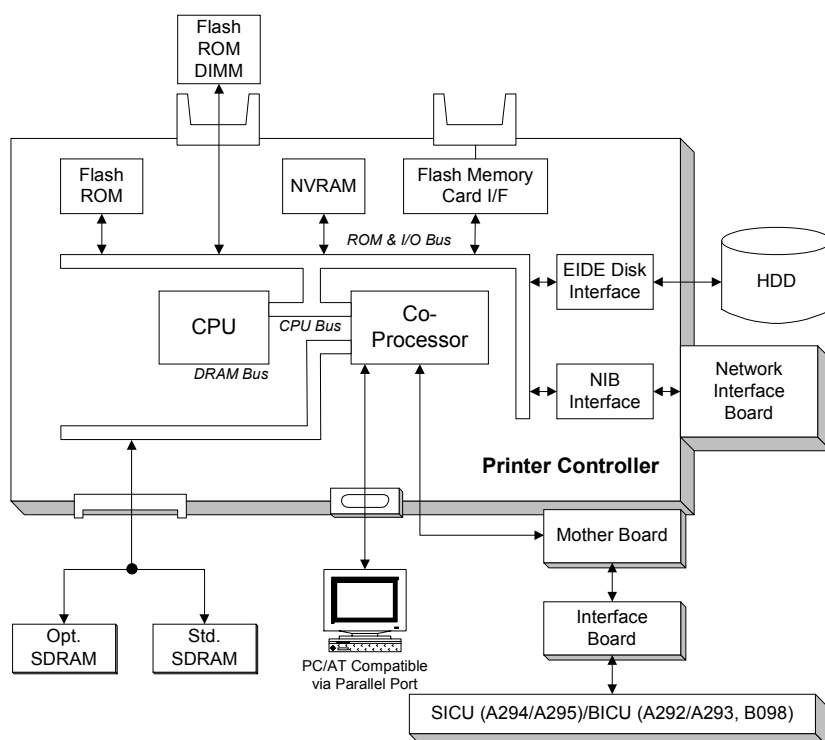 Flash
ROM
DIMM
Flash
ROM
NVRAM
Flash Memory
Card I/F
ROM & I/O Bus
EIDE Disk
Interface
HDD
CPU
CPU Bus
Co-
Processor
DRAM Bus
NIB
Interface
Network
Interface
Board
Printer Controller
Mother Board
Opt.
SDRAM
Std.
SDRAM
PC/AT Compatible
via Parallel Port
Interface
Board
SICU (A294/A295)/BICU (A292/A293, B098)